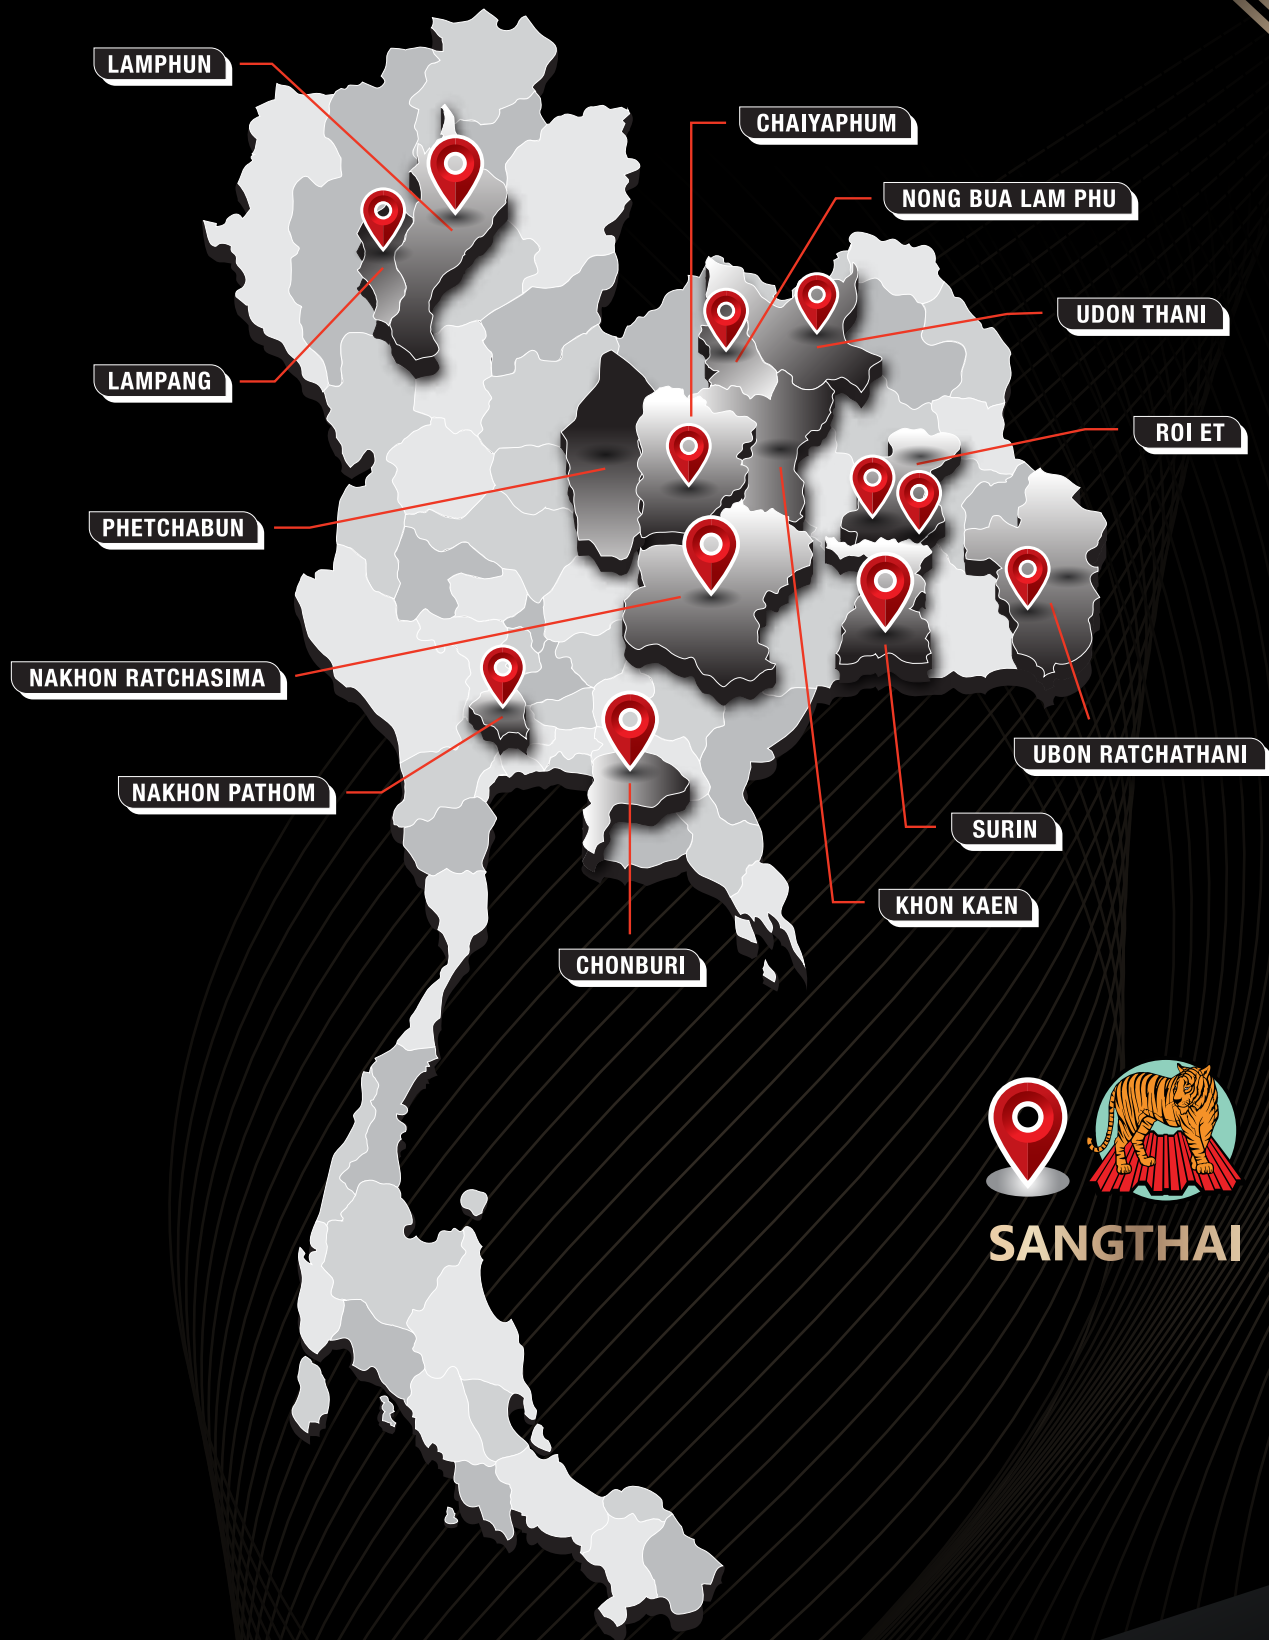 LAMPHUN
CHAIYAPHUM
NONG BUA LAM PHU
UDON THANI
LAMPANG
ROI ET
PHETCHABUN
NAKHON RATCHASIMA
UBON RATCHATHANI
NAKHON PATHOM
SURIN
KHON KAEN
CHONBURI
SANGTHAI